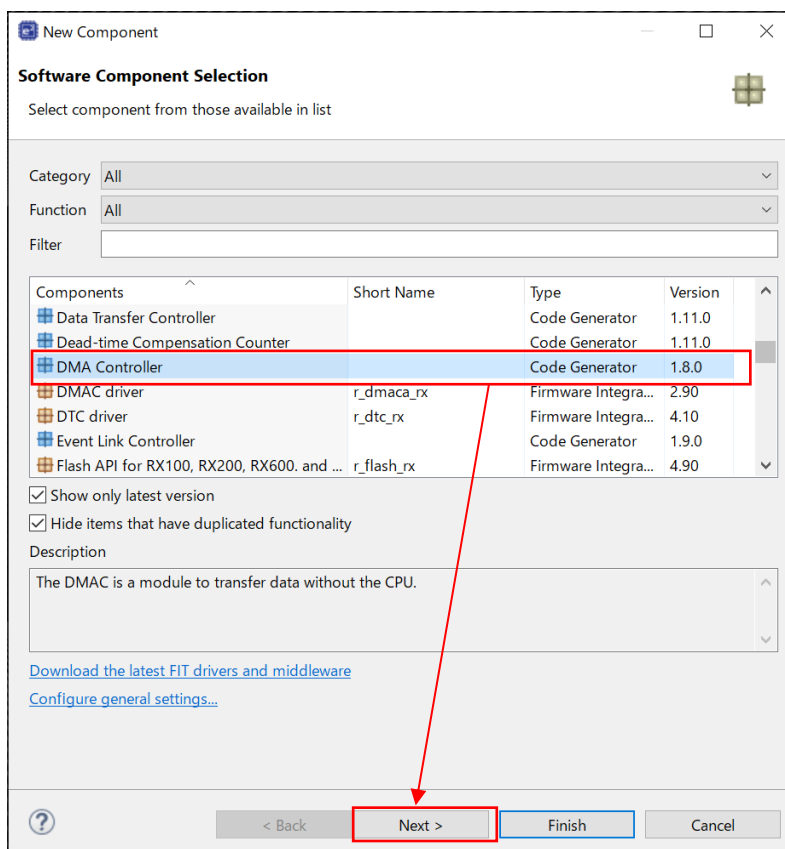 New Component
Software Component Selection
Select component from those available in list
Category All
Function All
Filter
Components Short Name Type Version
Data Transfer Controller Code Generator 1.11.0
Dead-time Compensation Counter Code Generator 1.11.0
DMA Controller Code Generator 1.8.0
DMAC driver r_dmaca_rx Firmware Integra... 2.90
DTC driver r_dtc_rx Firmware Integra... 4.10
Event Link Controller Code Generator 1.9.0
Flash API for RX100, RX200, RX600. and ... r_flash_rx Firmware Integra... 4.90
Show only latest version
Hide items that have duplicated functionality
Description
The DMAC is a module to transfer data without the CPU.
Download the latest FIT drivers and middleware
Configure general settings...
? < Back Next > Finish Cancel